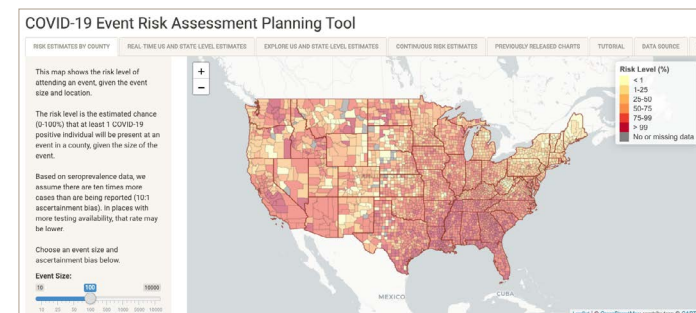 COVID-19 Event Risk Assessment Planning Tool
RISK ESTIMATES BY COUNTY
REAL TIME US AND STATE LEVEL ESTIMATES
EXPLORE US AND STATE LEVEL ESTIMATES
CONTINUOUS RISK ESTIMATES
PREVIOUSLY RELEASED CHARTS
TUTORIAL
DATA SOURCE
This map shows the risk level of
attending an event, given the event
size and location.
The risk level is the estimated chance
(0-100%) that at least 1 COVID-19
positive individual will be present at an
event in a county, given the size of the
event.
Based on seroprevalence data, we
assume there are ten times more
cases than are being reported (10:1
ascertainment bias). In places with
more testing availability, that rate may
be lower.
Choose an event size and
ascertainment bias below.
Event Size:
10 100 10000
+
−
Risk Level (%)
< 1
1-25
25-50
50-75
75-99
> 99
No or missing data
MEXICO
CUBA